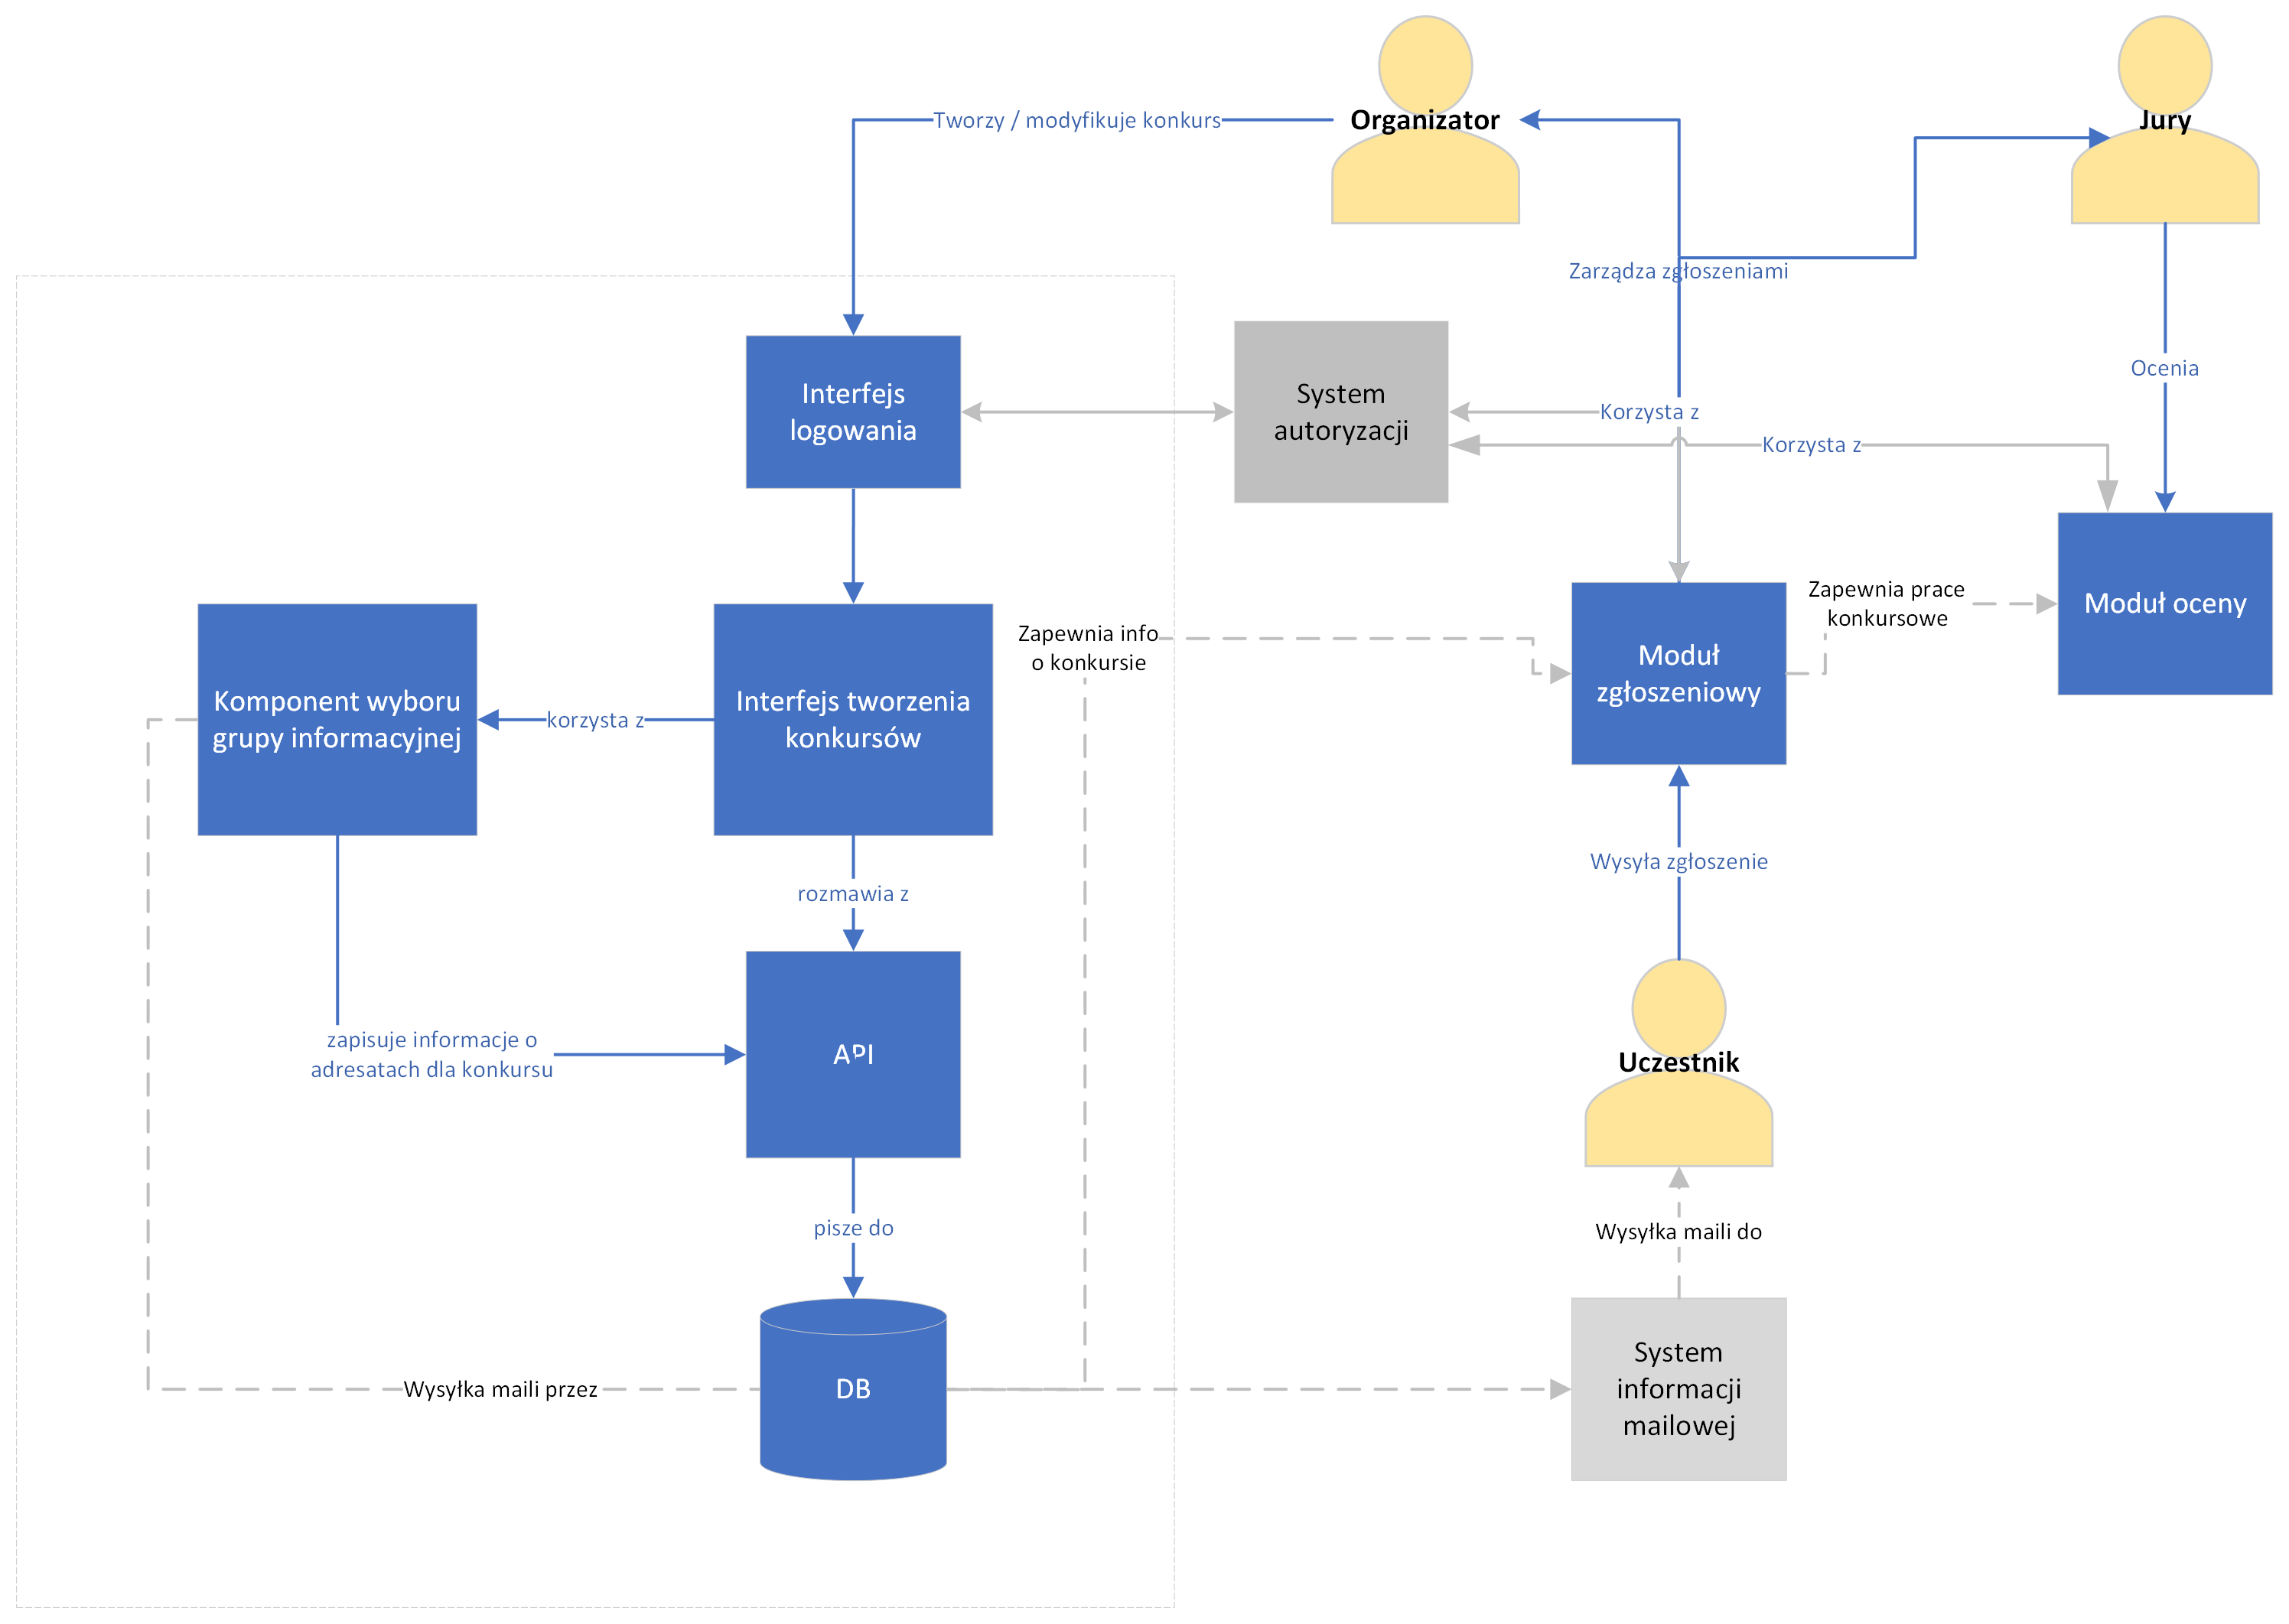 Organizator
Jury
Tworzy / modyfikuje konkurs
Zarządza zgłoszeniami
Ocenia
Interfejs
logowania
System
autoryzacji
Korzysta z
Korzysta z
Zapewnia prace
konkursowe
Moduł oceny
Zapewnia info
o konkursie
Moduł
zgłoszeniowy
Komponent wyboru
grupy informacyjnej
korzysta z
Interfejs tworzenia
konkursów
Wysyła zgłoszenie
rozmawia z
zapisuje informacje o
adresatach dla konkursu
API
Uczestnik
pisze do
Wysyłka maili do
Wysyłka maili przez
DB
System
informacji
mailowej